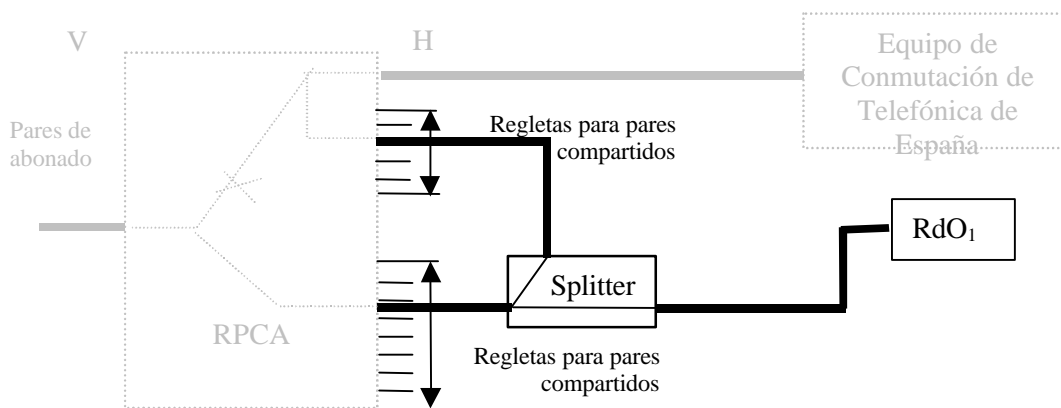 V
H
Equipo de
Conmutación de
Telefónica de
España
Pares de
abonado
Regletas para pares
compartidos
RdO1
Splitter
RPCA
Regletas para pares
compartidos